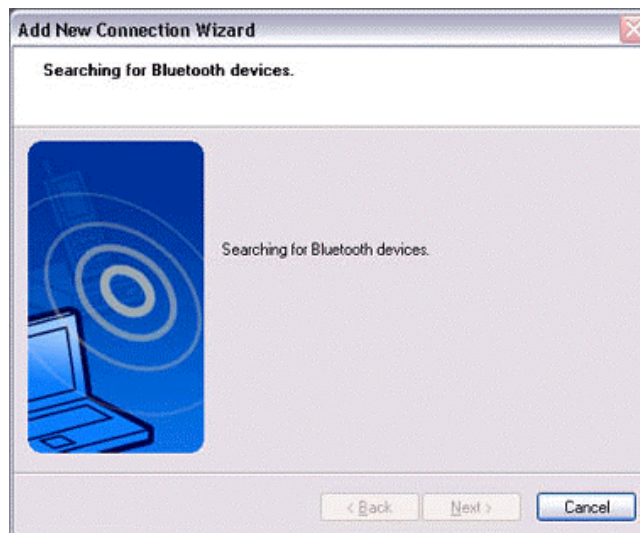 Add New Connection Wizard
Searching for Bluetooth devices.
Searching for Bluetooth devices.
< Back
Next >
Cancel